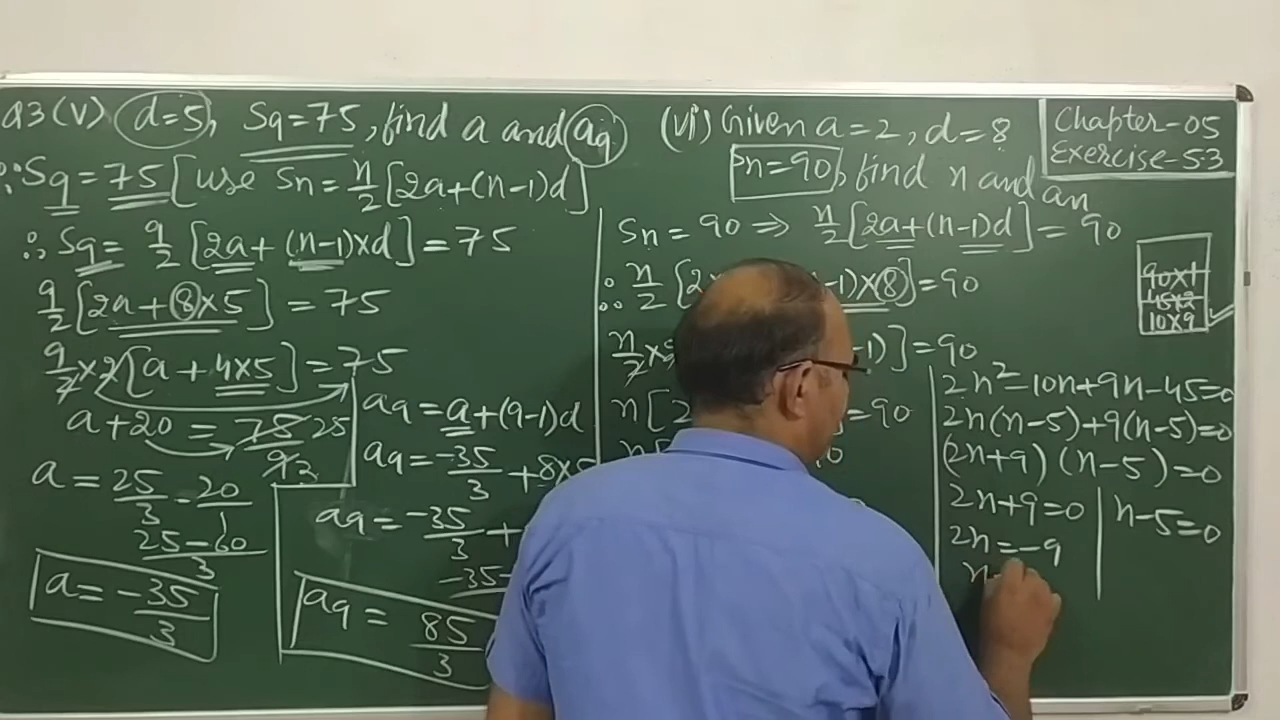 Q3(V) d=5, S9=75, find a and a9
∵ S9 = 75 [use Sn = n/2[2a+(n-1)d]
∴ S9 = 9/2 [2a+(n-1)×d] = 75
9/2 [2a+8×5] = 75
9/2 × 2[a + 4×5] = 75
a+20 = 75 25
9 3
a = 25/3 - 20/1
25-60
3
a = -35/3
a9 = a+(9-1)d
a9 = -35/3 + 8×5
a9 = -35/3 +
-35-
a9 = 85/3
(Vi) Given a=2, d=8
Sn=90, find n and an
Chapter-05
Exercise-5.3
Sn = 90 ⇒ n/2 [2a+(n-1)d] = 90
∴ n/2 [2 -1)×8] = 90
n/2 × -1)] = 90
n[2 = 90
90×1
45×2
10×9
2n²-10n+9n-45=0
2n(n-5)+9(n-5)=0
(2n+9)(n-5)=0
2n+9=0
n-5=0
2n=-9
n